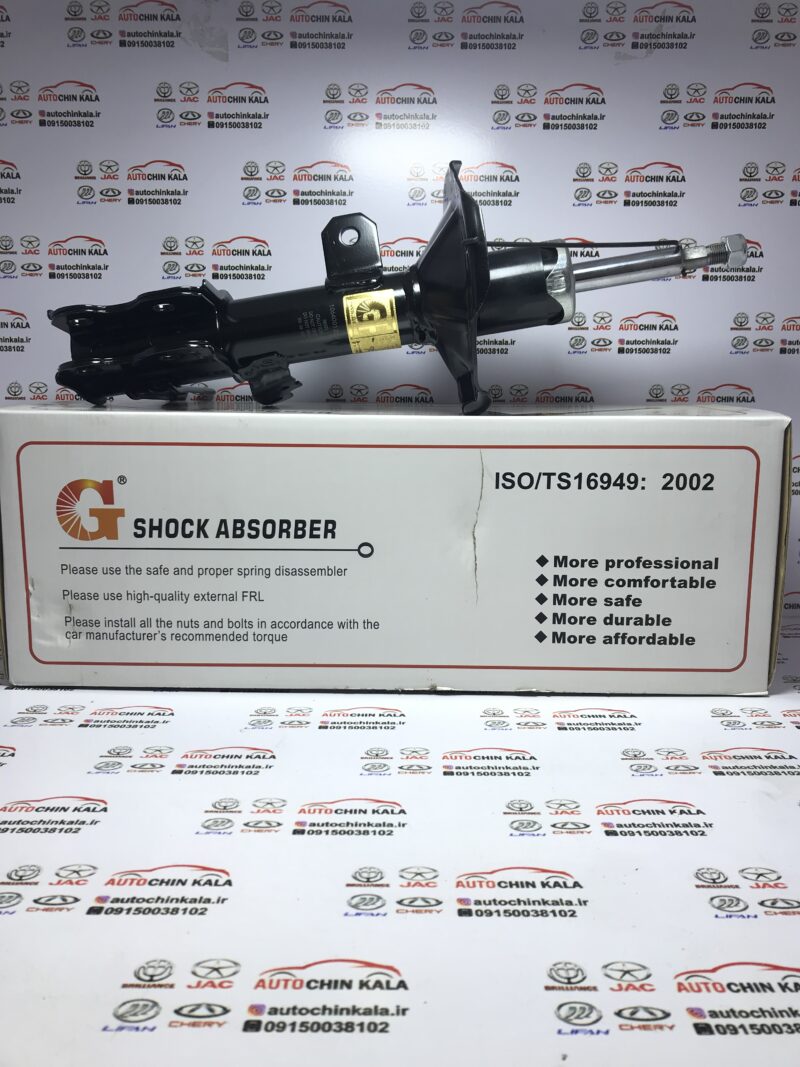 BRILLIANCE JAC AUTOCHIN KALA
LIFAN CHERY autochinkala.ir
09150038102
G®
SHOCK ABSORBER
Please use the safe and proper spring disassembler
Please use high-quality external FRL
Please install all the nuts and bolts in accordance with the
car manufacturer's recommended torque
ISO/TS16949: 2002
◆ More professional
◆ More comfortable
◆ More safe
◆ More durable
◆ More affordable